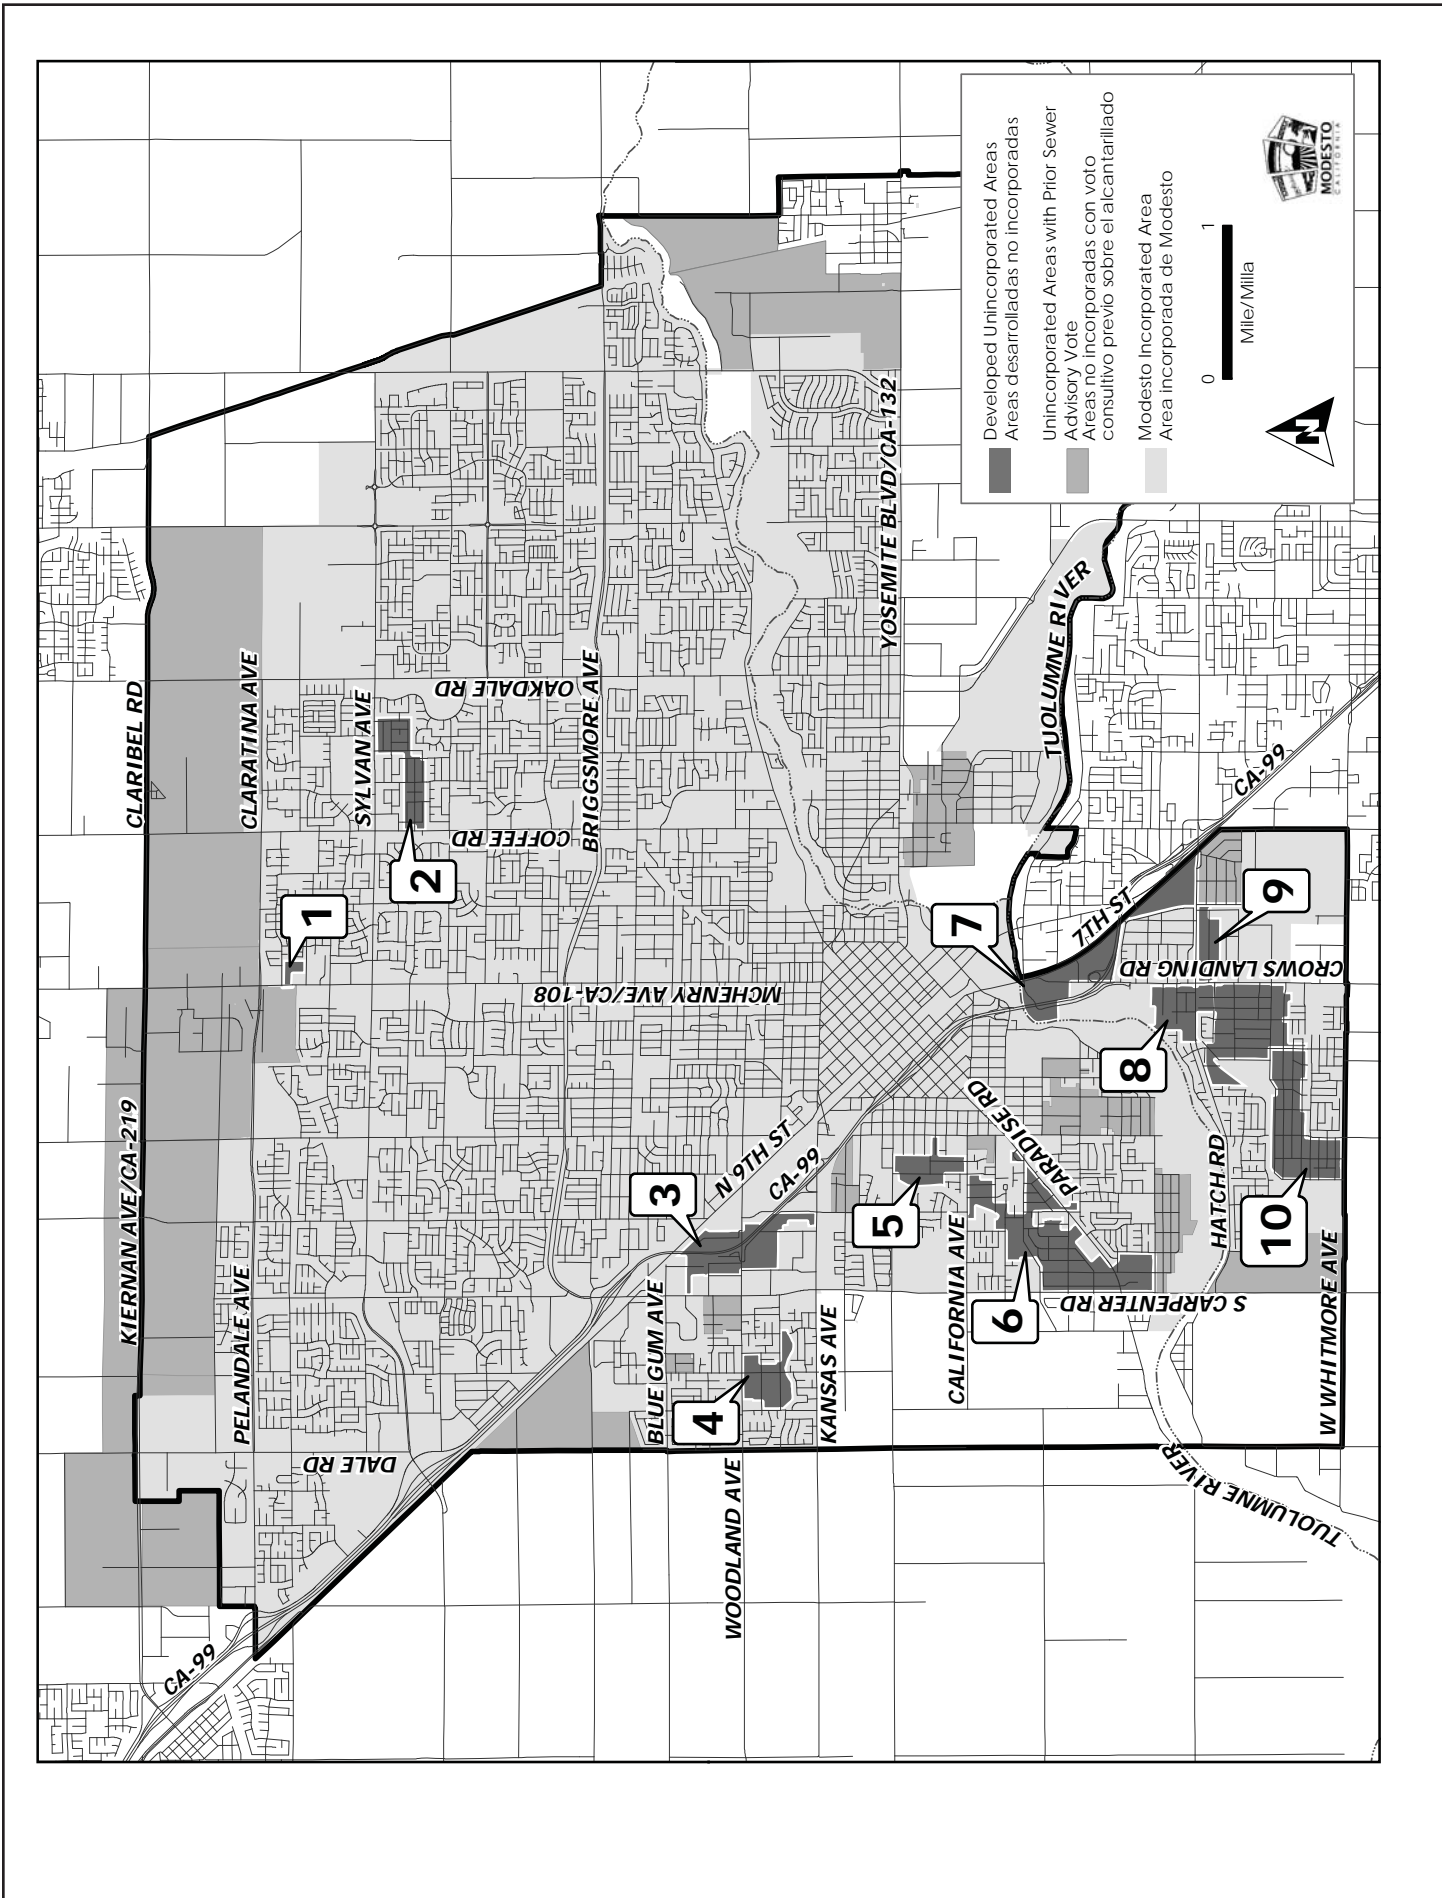 CLARIBEL RD
KIERNAN AVE/CA-219
CA-99
CLARATINA AVE
PELANDALE AVE
1
SYLVAN AVE
DALE RD
2
OAKDALE RD
COFFEE RD
BRIGGSMORE AVE
MCHENRY AVE/CA-108
BLUE GUM AVE
3
4
N 9TH ST
WOODLAND AVE
CA-99
KANSAS AVE
YOSEMITE BLVD/CA-132
5
CALIFORNIA AVE
7
6
PARADISE RD
TUOLUMNE RIVER
S CARPENTER RD
7TH ST
8
CROWS LANDING RD
HATCH RD
TUOLUMNE RIVER
CA-99
9
10
W WHITMORE AVE
Developed Unincorporated Areas
Areas desarrolladas no incorporadas
Unincorporated Areas with Prior Sewer
Advisory Vote
Areas no incorporadas con voto
consultivo previo sobre el alcantarillado
Modesto Incorporated Area
Area incorporada de Modesto
0 1
Mile/Milla
N
MODESTO
CALIFORNIA